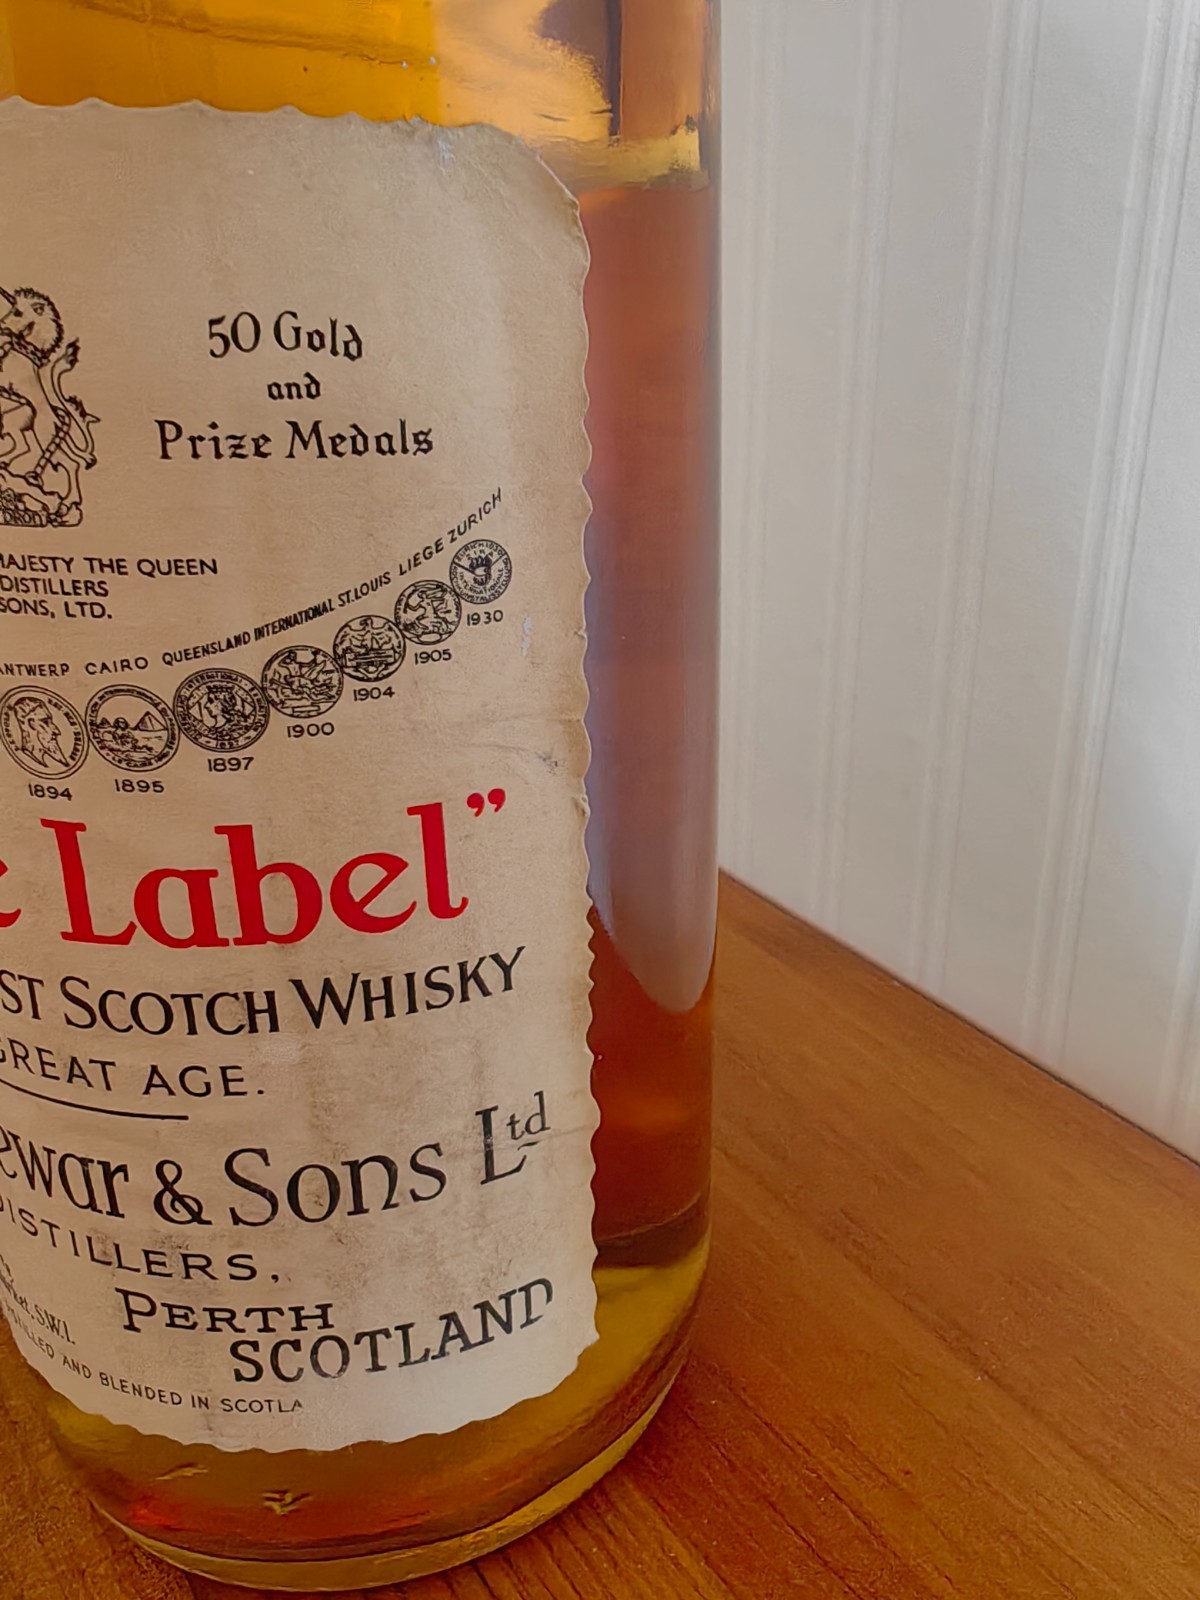 50 Gold
and
Prize Medals
MAJESTY THE QUEEN
DISTILLERS
SONS, LTD.
ANTWERP CAIRO QUEENSLAND INTERNATIONAL ST.LOUIS LIEGE ZURICH
1894 1895 1897 1900 1904 1905 1930
Label”
ST SCOTCH WHISKY
GREAT AGE.
ewar & Sons Ltd
DISTILLERS,
S.W.1.
PERTH
SCOTLAND
AND BLENDED IN SCOTLA